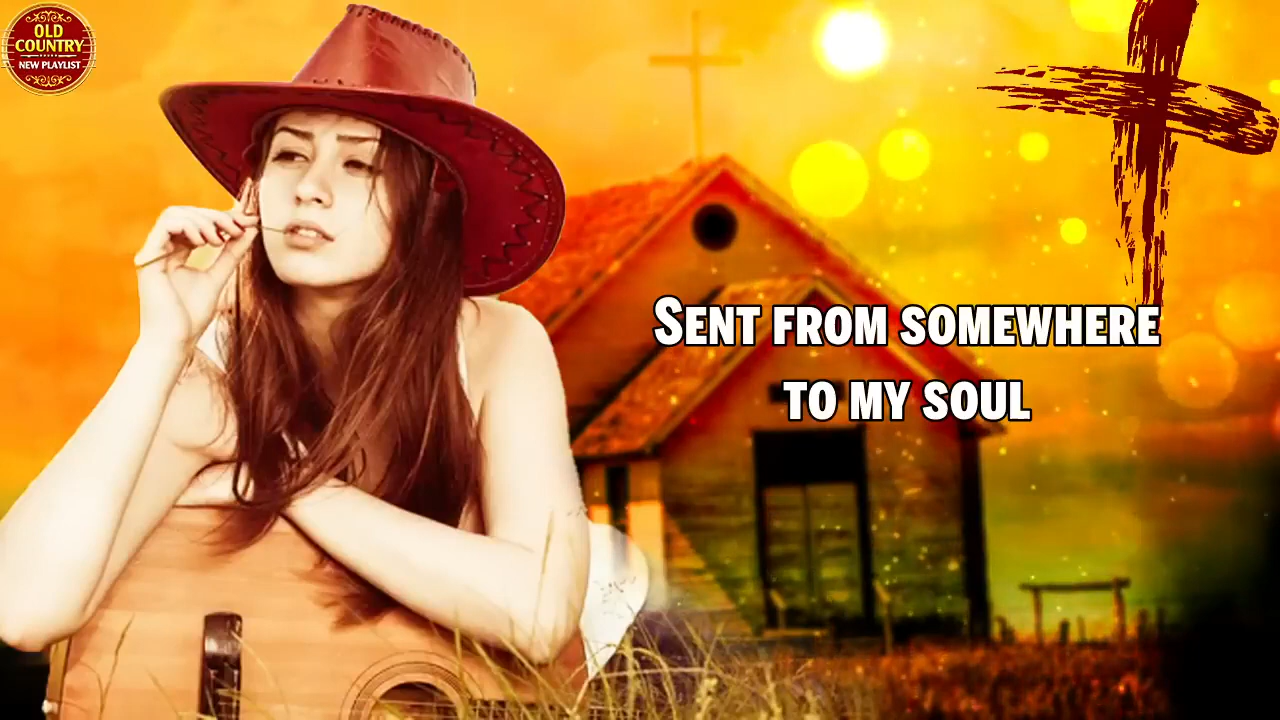 OLD
COUNTRY
NEW PLAYLIST
SENT FROM SOMEWHERE
TO MY SOUL